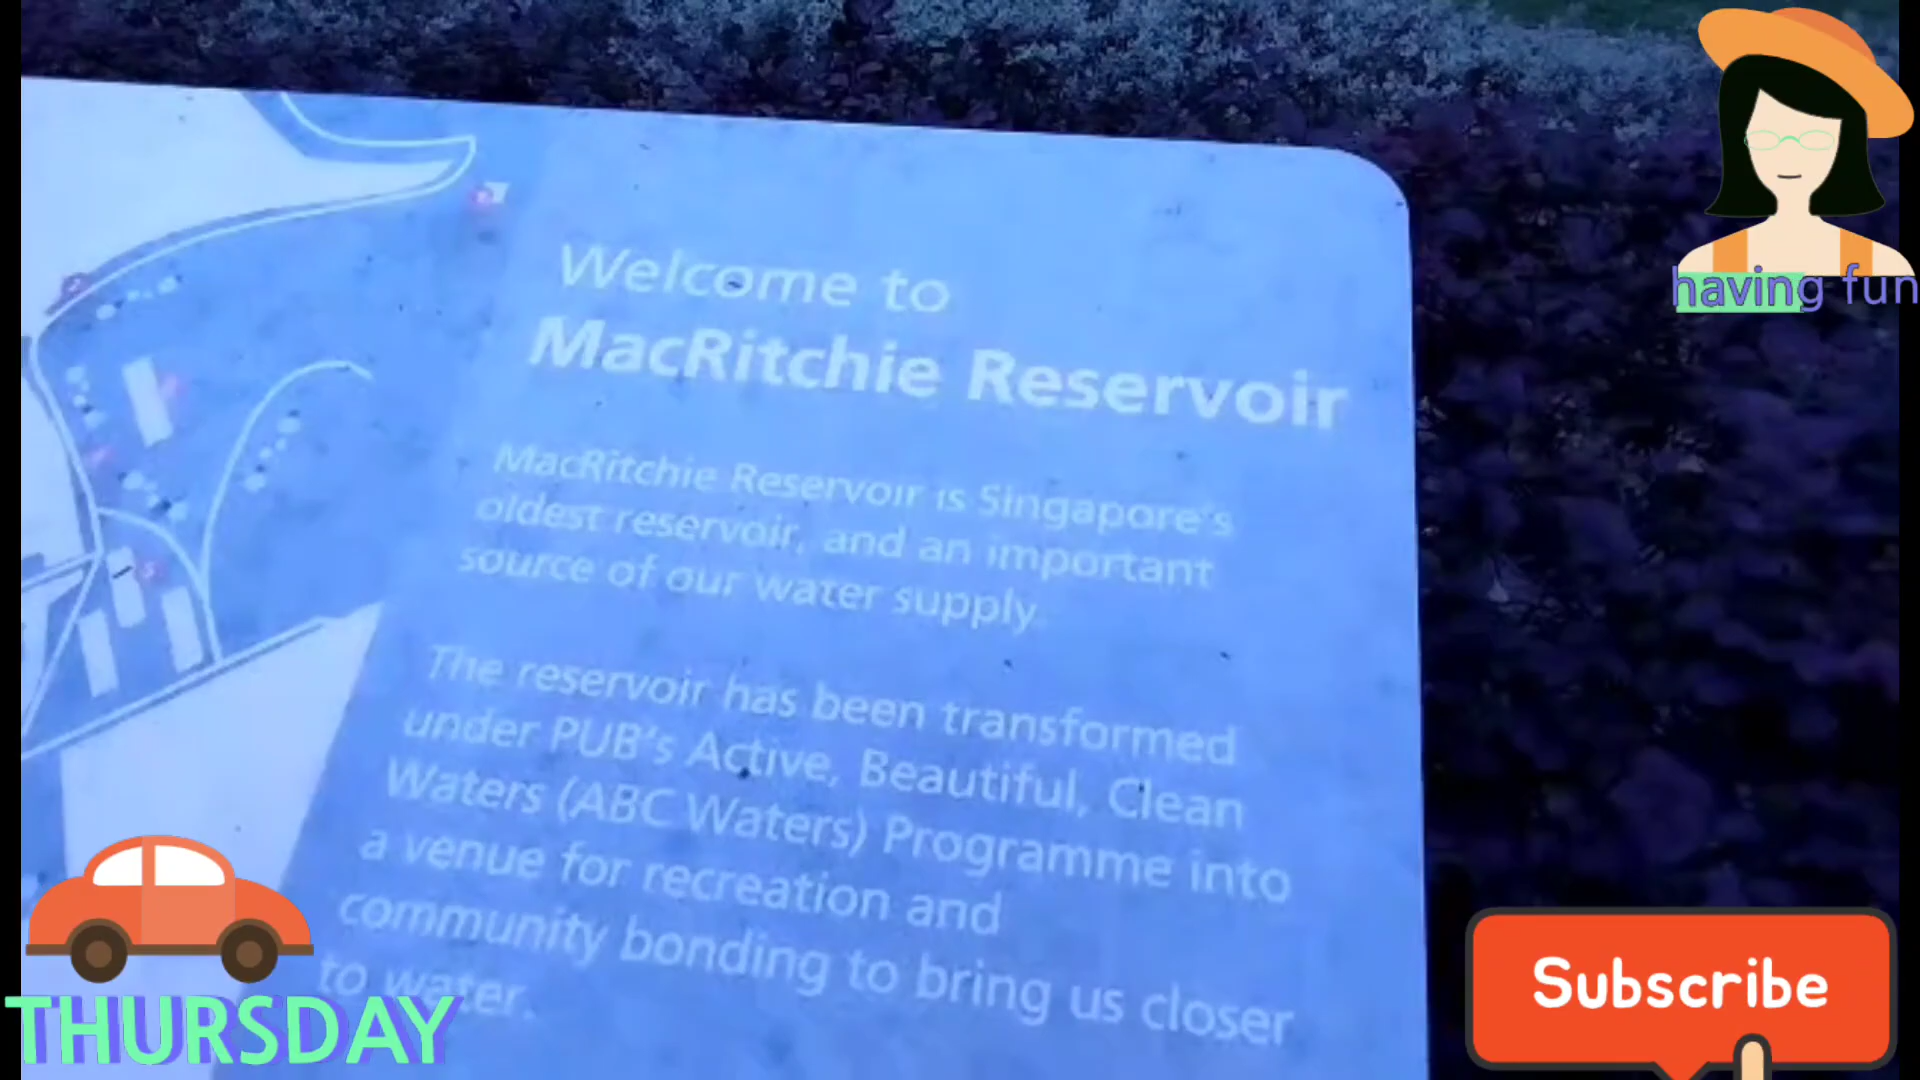 Welcome to
MacRitchie Reservoir
MacRitchie Reservoir is Singapore's
oldest reservoir, and an important
source of our water supply.
The reservoir has been transformed
under PUB's Active, Beautiful, Clean
Waters (ABC Waters) Programme into
a venue for recreation and
community bonding to bring us closer
to water.
having fun
THURSDAY
Subscribe